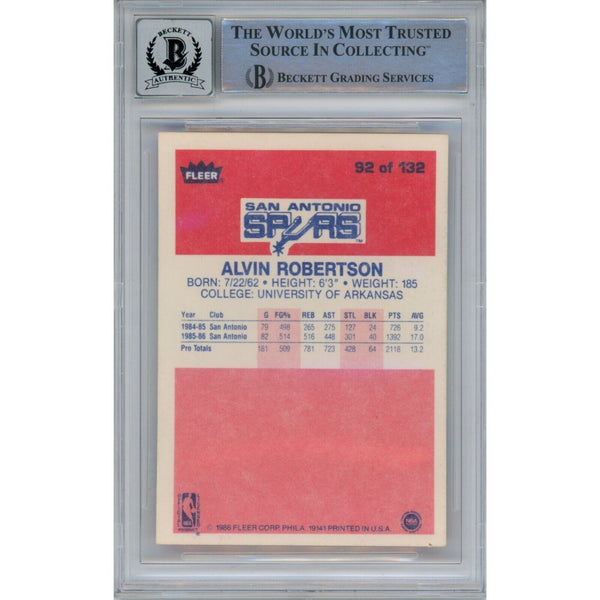 BECKETT
B
AUTHENTIC
THE WORLD'S MOST TRUSTED
SOURCE IN COLLECTING™
B BECKETT GRADING SERVICES
FLEER
92 of 132
SAN ANTONIO
SPURS™
ALVIN ROBERTSON
BORN: 7/22/62 • HEIGHT: 6'3" • WEIGHT: 185
COLLEGE: UNIVERSITY OF ARKANSAS
Year Club G FG% REB AST STL BLK PTS AVG
1984-85 San Antonio 79 498 265 275 127 24 726 9.2
1985-86 San Antonio 82 514 516 448 301 40 1392 17.0
Pro Totals 161 509 781 723 428 64 2118 13.2
NBA
© 1986 FLEER CORP. PHILA. 19141 PRINTED IN U.S.A.